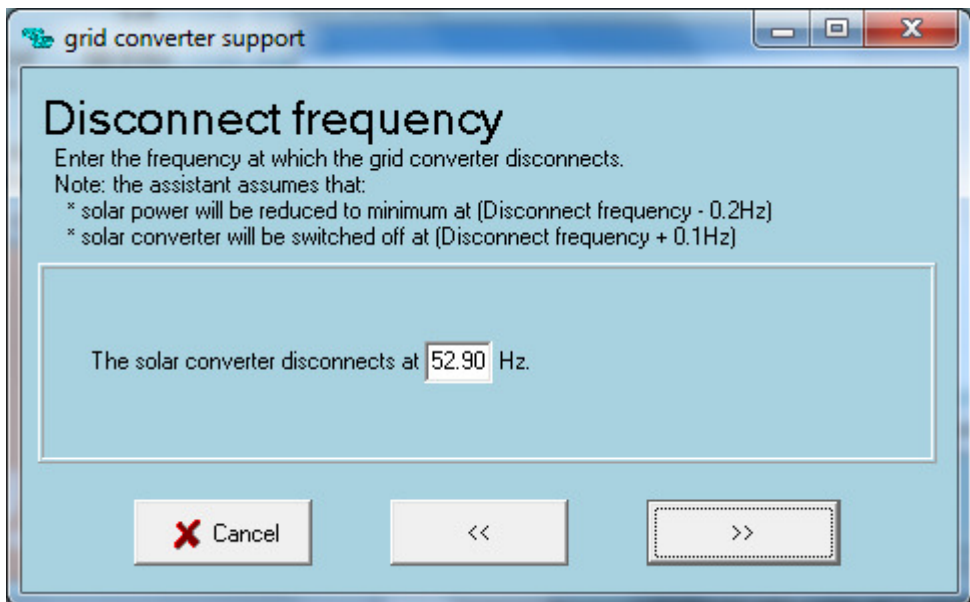 grid converter support
Disconnect frequency
Enter the frequency at which the grid converter disconnects.
Note: the assistant assumes that:
* solar power will be reduced to minimum at (Disconnect frequency - 0.2Hz)
* solar converter will be switched off at (Disconnect frequency + 0.1Hz)
The solar converter disconnects at 52.90 Hz.
Cancel << >>